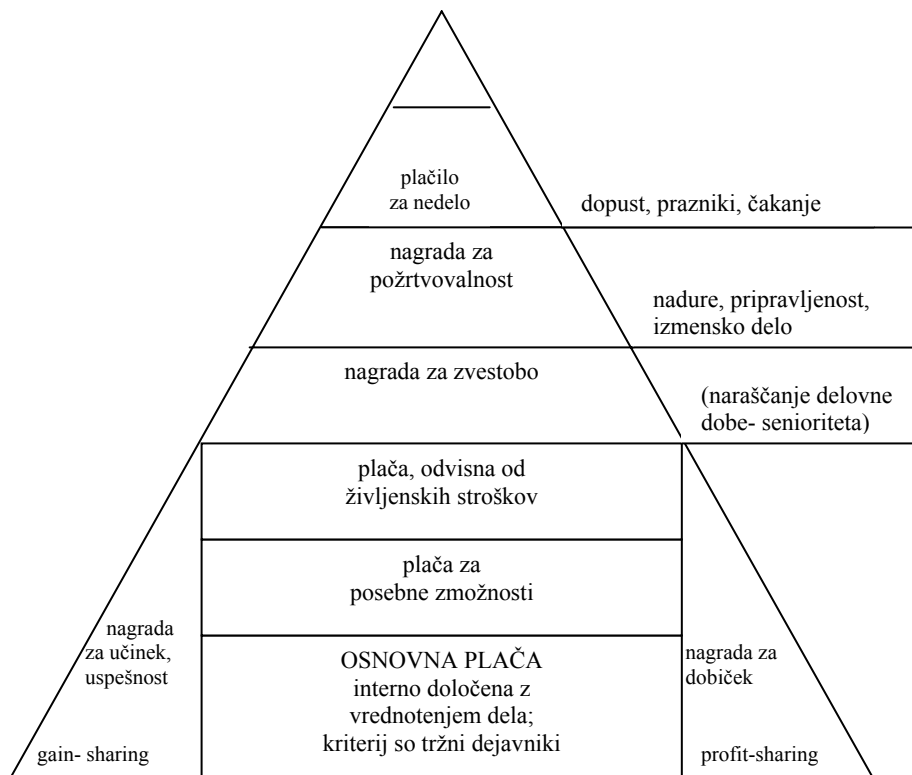 plačilo
za nedelo
dopust, prazniki, čakanje
nagrada za
požrtvovalnost
nadure, pripravljenost,
izmensko delo
nagrada za zvestobo
(naraščanje delovne
dobe- senioriteta)
plača, odvisna od
življenskih stroškov
plača za
posebne zmožnosti
nagrada
za učinek,
uspešnost
OSNOVNA PLAČA
interno določena z
vrednotenjem dela;
kriterij so tržni dejavniki
nagrada za
dobiček
gain- sharing
profit-sharing